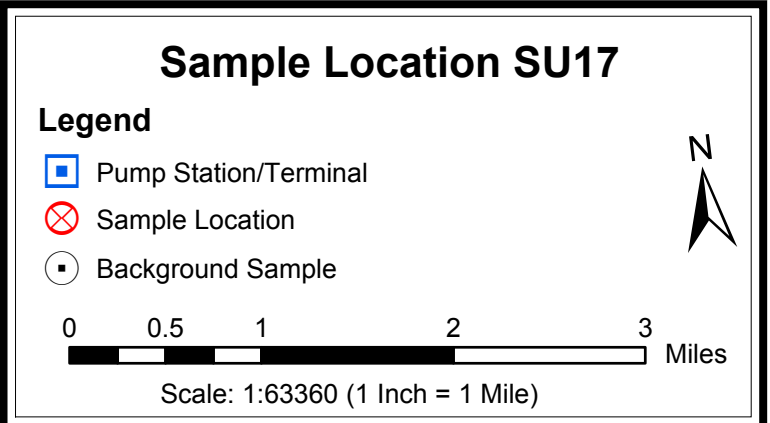 Sample Location SU17
Legend
N
Pump Station/Terminal
Sample Location
Background Sample
0 0.5 1 2 3
Miles
Scale: 1:63360 (1 Inch = 1 Mile)